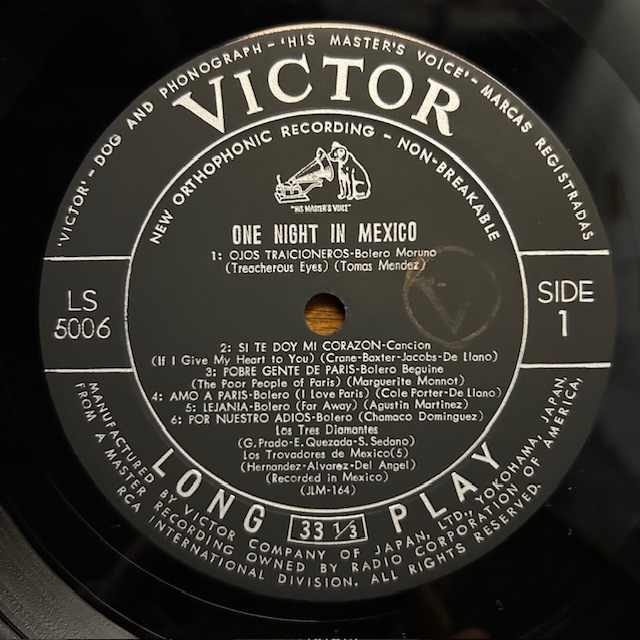 'VICTOR' - DOG AND PHONOGRAPH - 'HIS MASTER'S VOICE' - MARCAS REGISTRADAS
VICTOR
NEW ORTHOPHONIC RECORDING - NON-BREAKABLE
"HIS MASTER'S VOICE"
ONE NIGHT IN MEXICO
1: OJOS TRAICIONEROS-Bolero Moruno
(Treacherous Eyes) (Tomas Mendez)
V
LS
5006
SIDE
1
2: SI TE DOY MI CORAZON-Cancion
(If I Give My Heart to You) (Crane-Baxter-Jacobs-De Llano)
3: POBRE GENTE DE PARIS-Bolero Beguine
(The Poor People of Paris) (Marguerite Monnot)
4: AMO A PARIS-Bolero (I Love Paris) (Cole Porter-De Llano)
5: LEJANIA-Bolero (Far Away) (Agustin Martinez)
6: POR NUESTRO ADIOS-Bolero (Chamaco Dominguez)
Los Tres Diamantes
(G. Prado-E. Quezada-S. Sedano)
Los Trovadores de Mexico(5)
(Hernandez-Alvarez-Del Angel)
(Recorded in Mexico)
(JLM-164)
LONG 33 1/3 PLAY
MANUFACTURED BY VICTOR COMPANY OF JAPAN, LTD., YOKOHAMA, JAPAN,
FROM A MASTER RECORDING OWNED BY RADIO CORPORATION OF AMERICA,
RCA INTERNATIONAL DIVISION. ALL RIGHTS RESERVED.